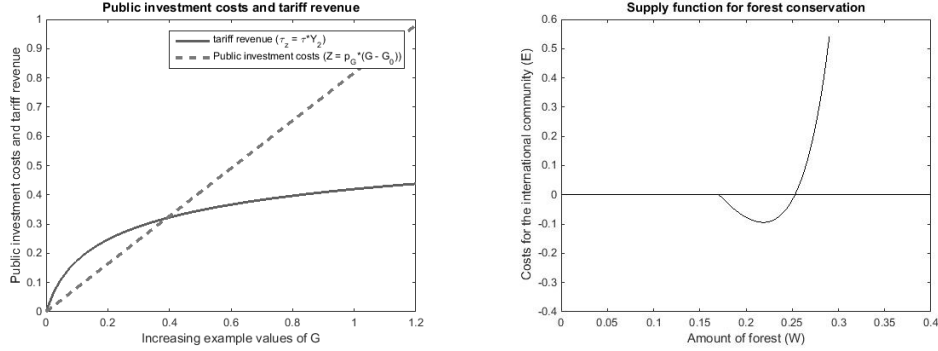 Public investment costs and tariff revenue
Public investment costs and tariff revenue
1
0.9
0.8
0.7
0.6
0.5
0.4
0.3
0.2
0.1
0
tariff revenue (τz = τ*Y2)
Public investment costs (Z = pG*(G - G0))
0 0.2 0.4 0.6 0.8 1 1.2
Increasing example values of G
Supply function for forest conservation
Costs for the international community (E)
0.6
0.5
0.4
0.3
0.2
0.1
0
-0.1
-0.2
-0.3
-0.4
0 0.05 0.1 0.15 0.2 0.25 0.3 0.35 0.4
Amount of forest (W)